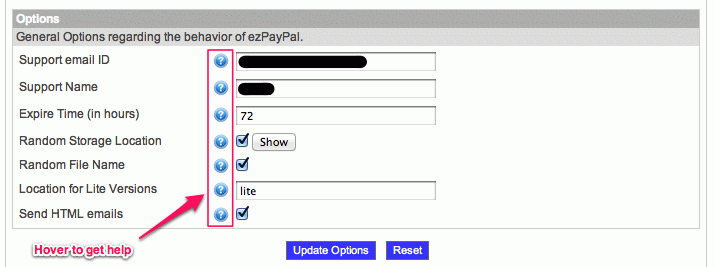 Options
General Options regarding the behavior of ezPayPal.
Support email ID ?
Support Name ?
Expire Time (in hours) ? 72
Random Storage Location ? Show
Random File Name ?
Location for Lite Versions ? lite
Send HTML emails ?
Hover to get help
Update Options Reset